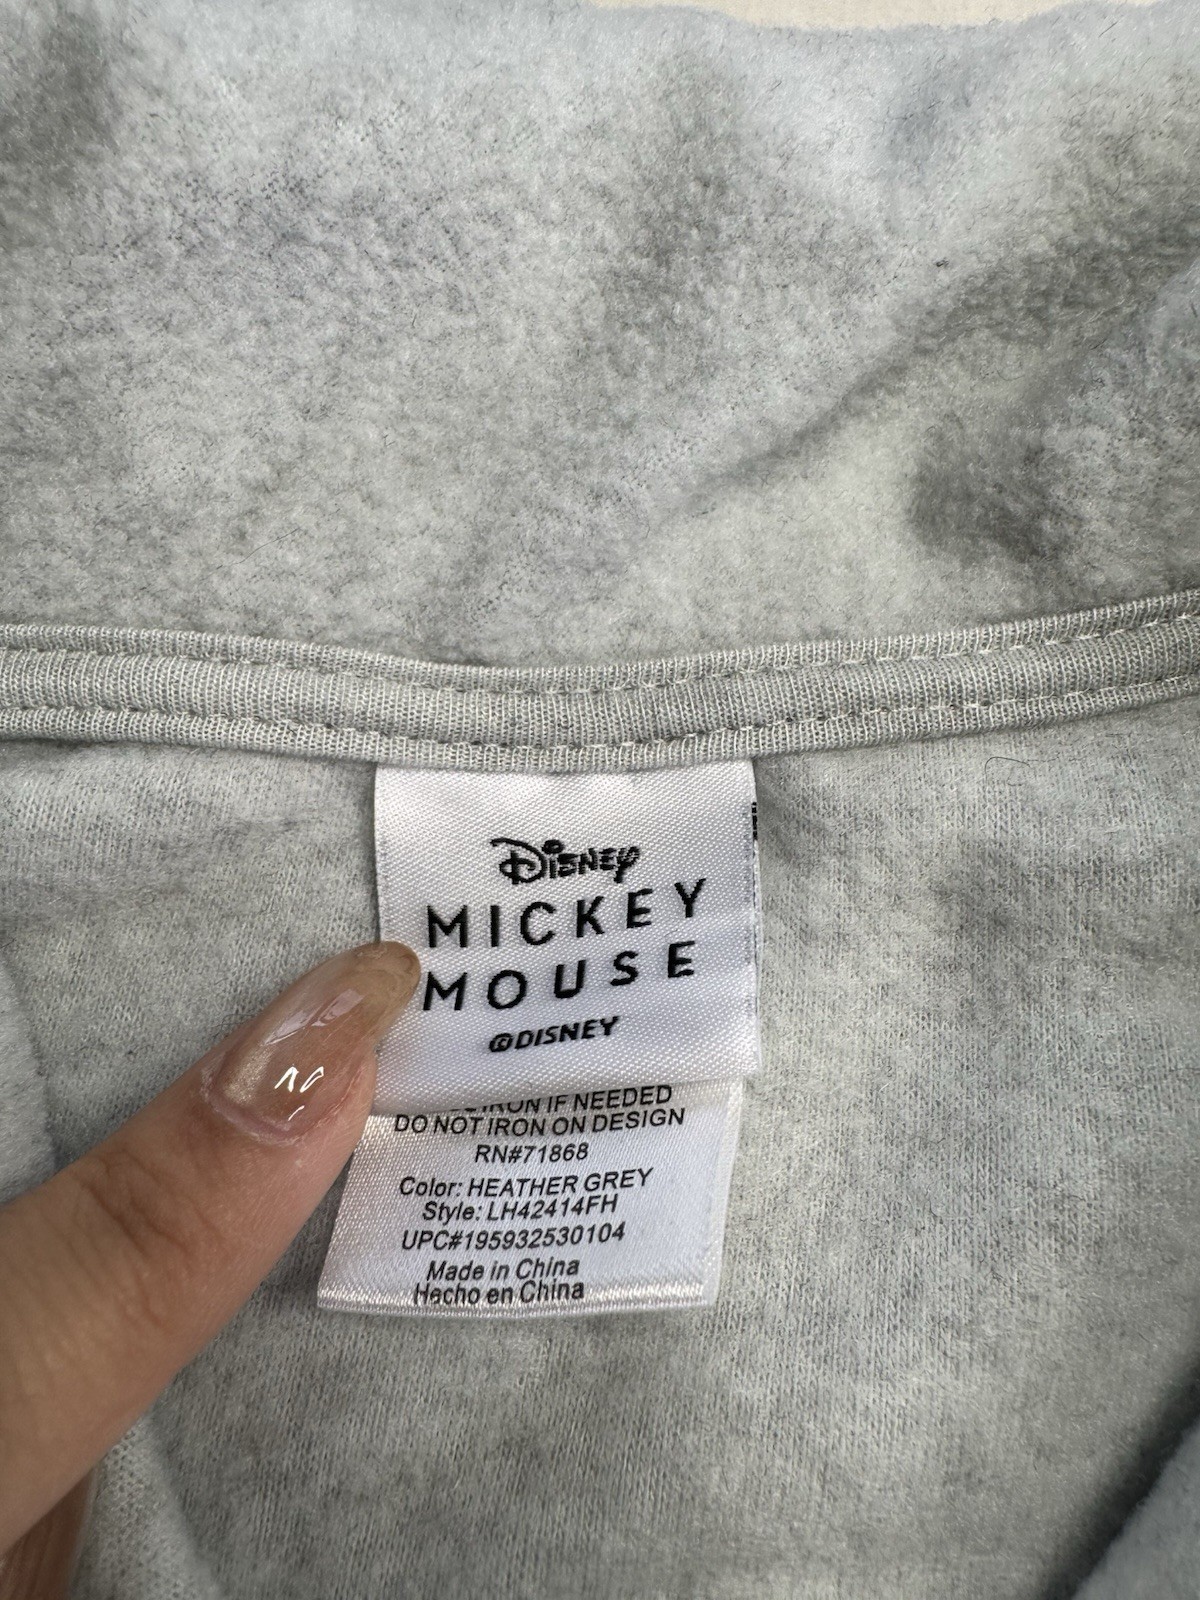 Disney
MICKEY
MOUSE
©DISNEY
IRON IF NEEDED
DO NOT IRON ON DESIGN
RN#71868
Color: HEATHER GREY
Style: LH42414FH
UPC#195932530104
Made in China
Hecho en China